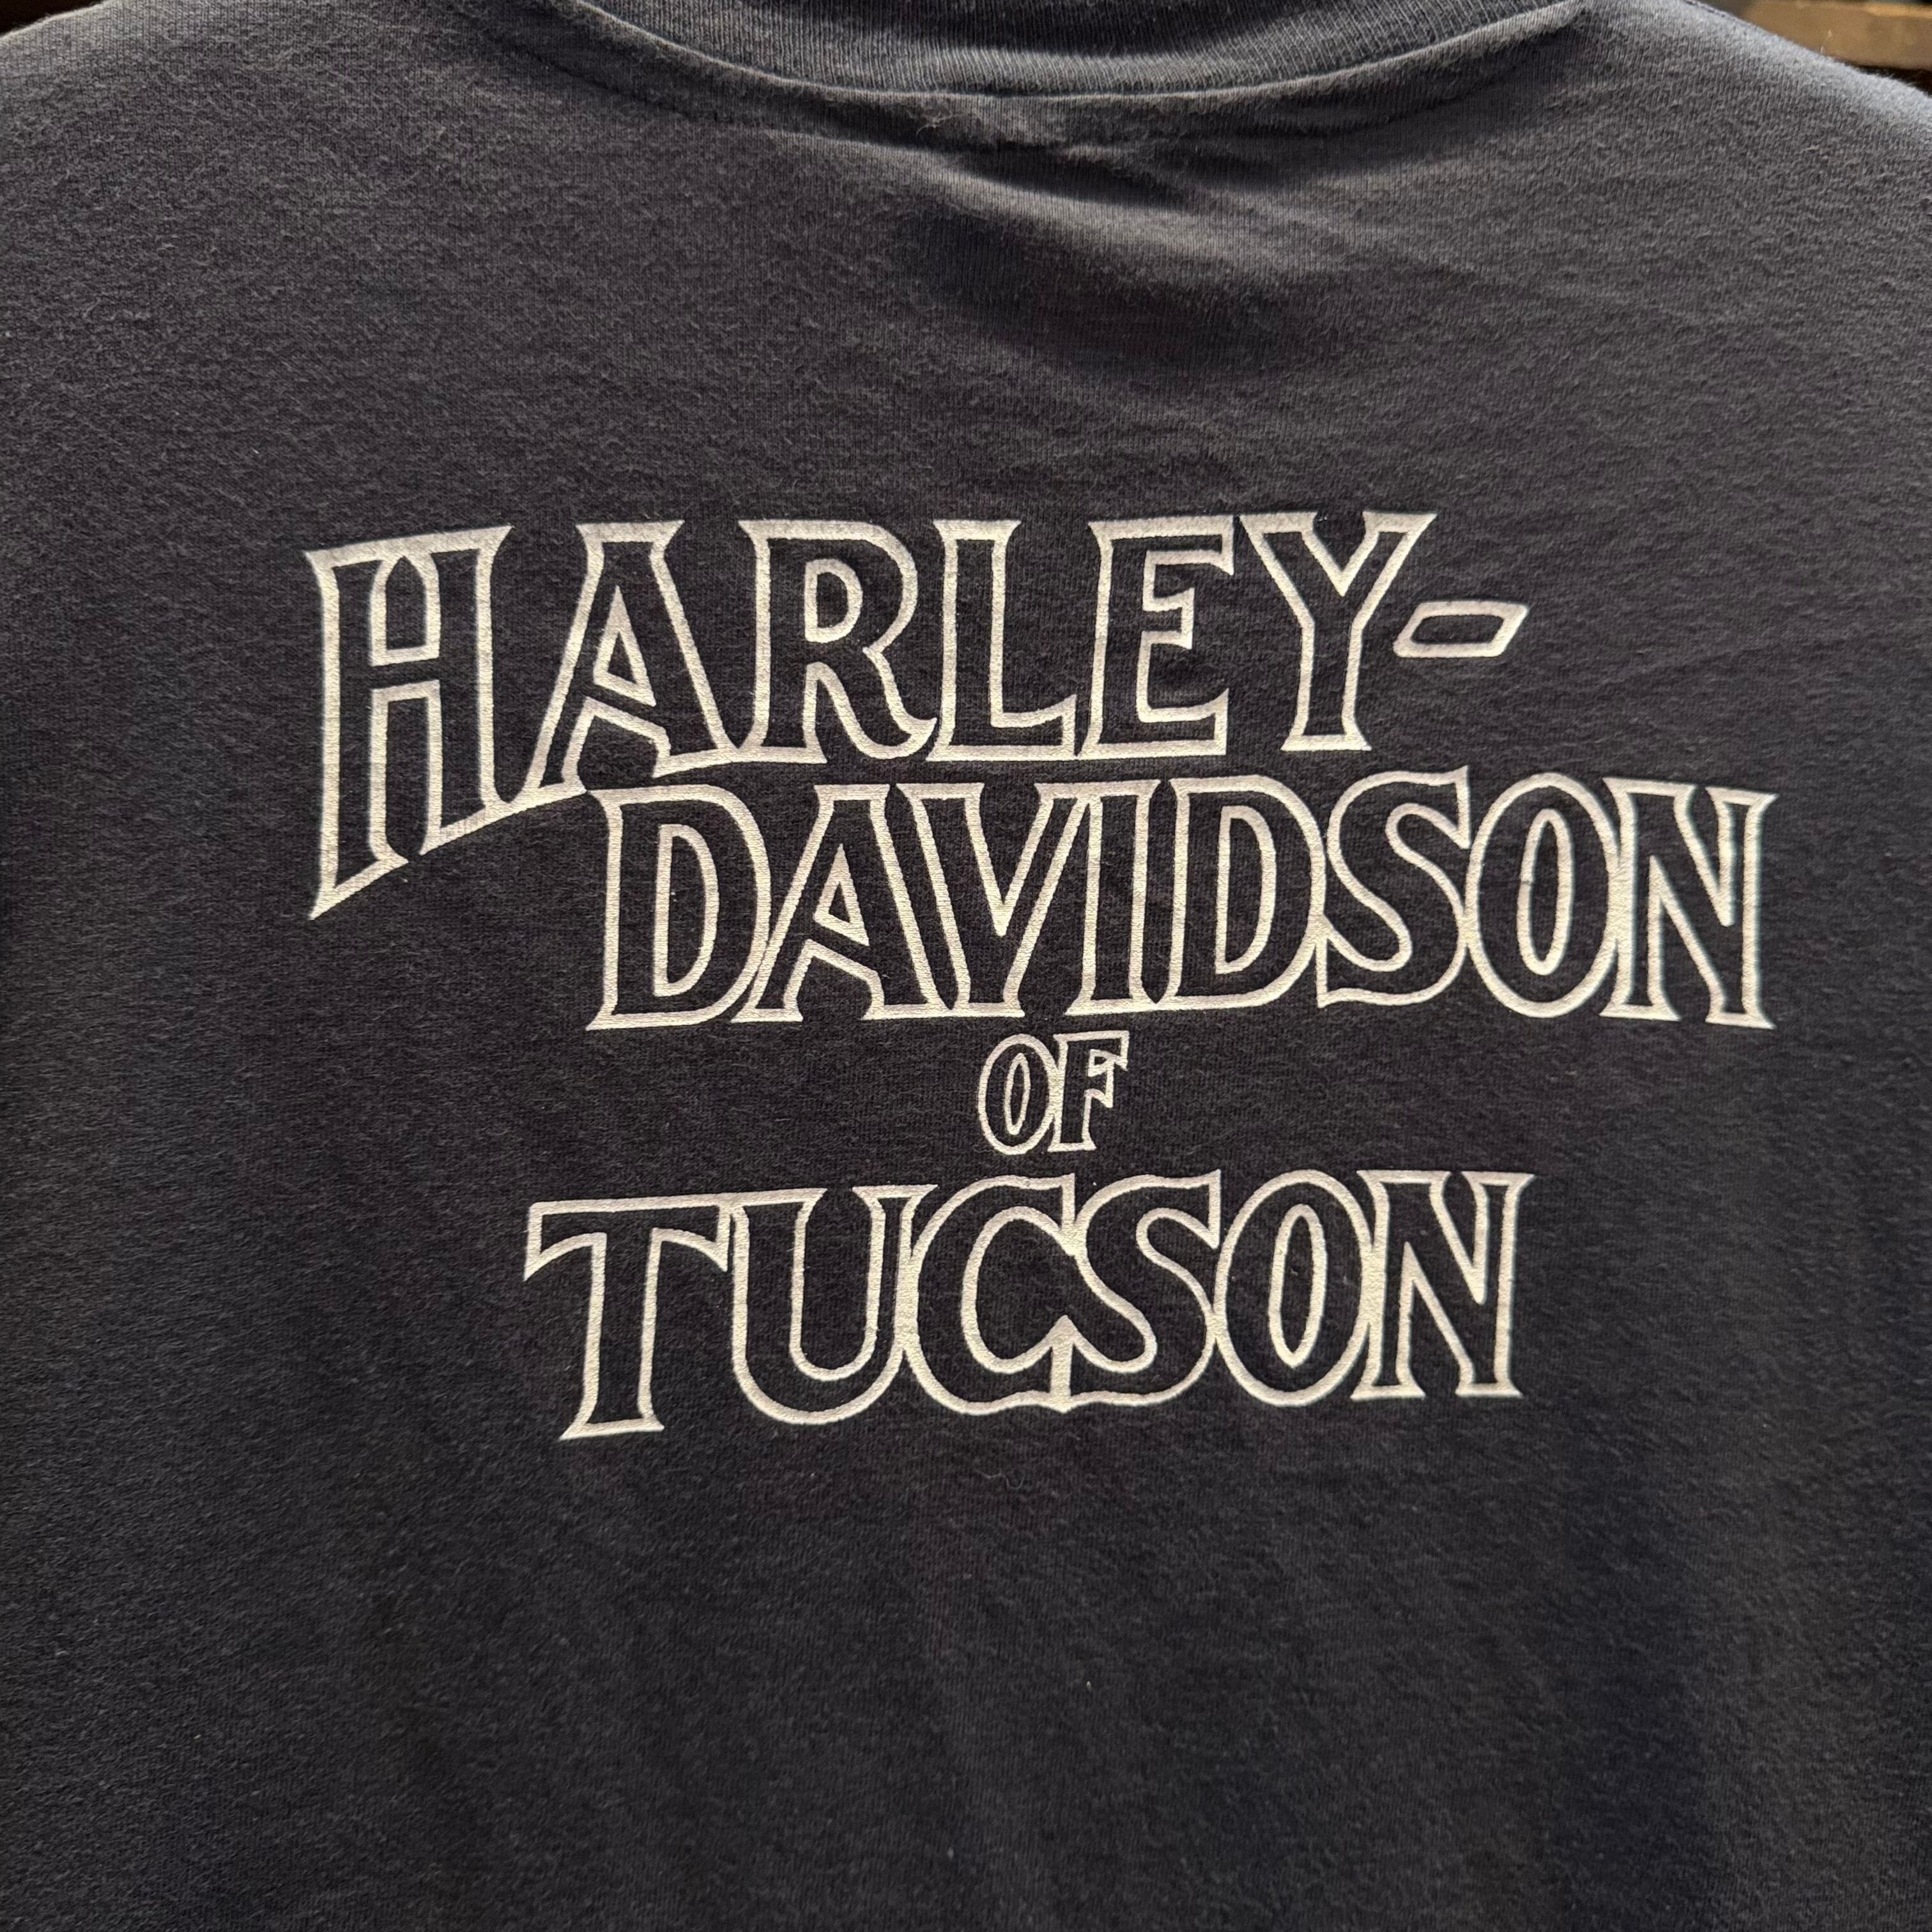 HARLEY-
DAVIDSON
OF
TUCSON